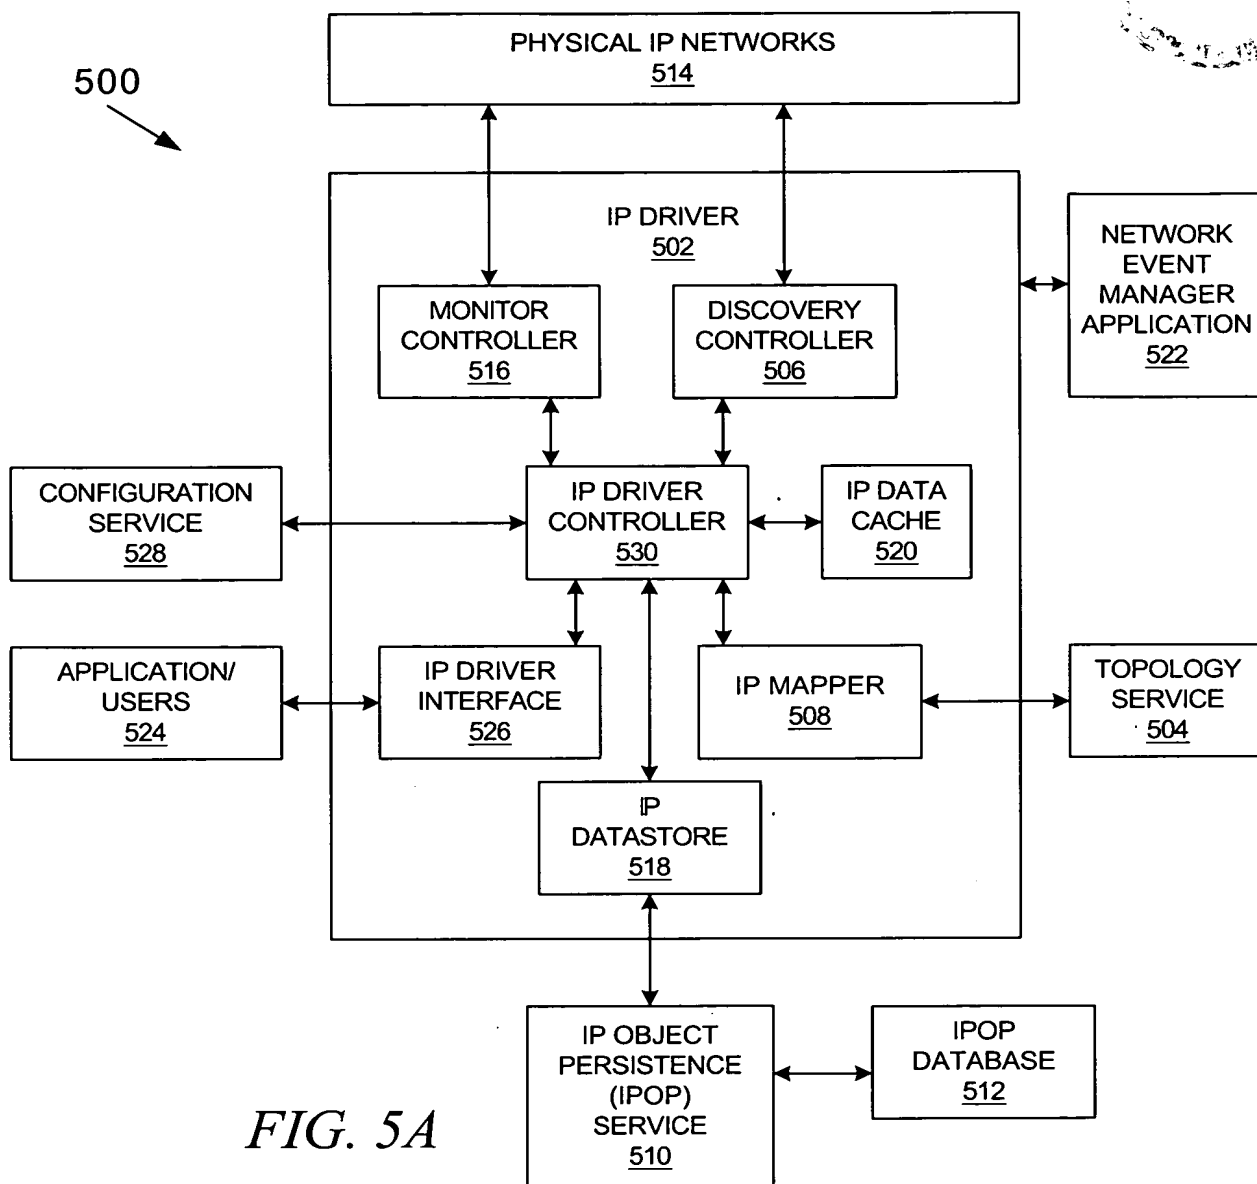 PHYSICAL IP NETWORKS
514
500
IP DRIVER
502
NETWORK
EVENT
MANAGER
APPLICATION
522
MONITOR
CONTROLLER
516
DISCOVERY
CONTROLLER
506
CONFIGURATION
SERVICE
528
IP DRIVER
CONTROLLER
530
IP DATA
CACHE
520
APPLICATION/
USERS
524
IP DRIVER
INTERFACE
526
IP MAPPER
508
TOPOLOGY
SERVICE
504
IP
DATASTORE
518
IP OBJECT
PERSISTENCE
(IPOP)
SERVICE
510
IPOP
DATABASE
512
FIG. 5A